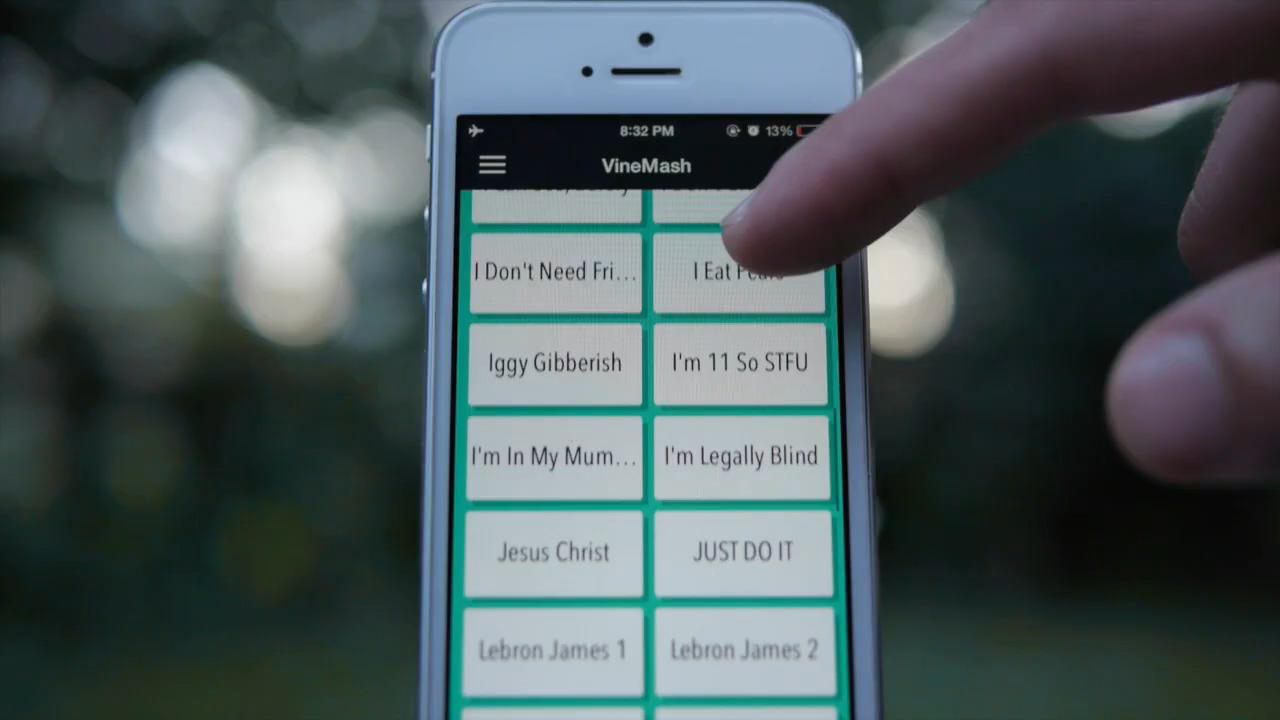 8:32 PM 13%
VineMash
I Don't Need Fri...
I Eat
Iggy Gibberish
I'm 11 So STFU
I'm In My Mum...
I'm Legally Blind
Jesus Christ
JUST DO IT
Lebron James 1
Lebron James 2